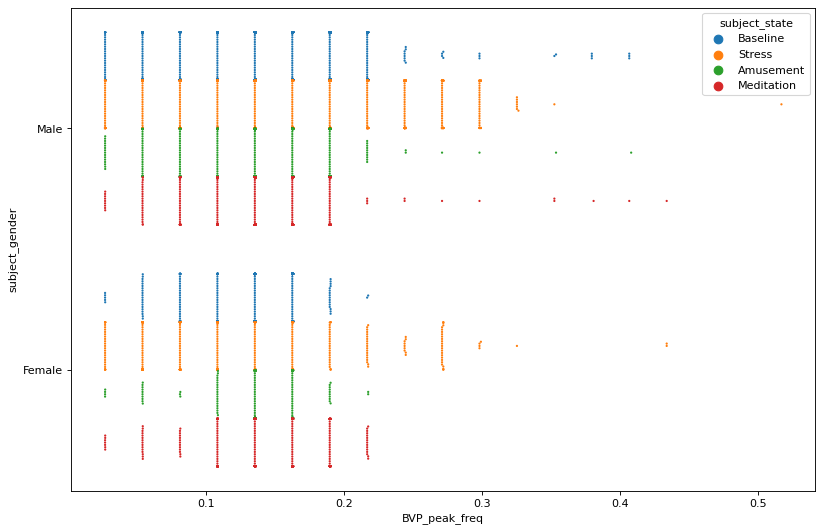 subject_state
Baseline
Stress
Amusement
Meditation
Male
Female
subject_gender
0.1 0.2 0.3 0.4 0.5
BVP_peak_freq